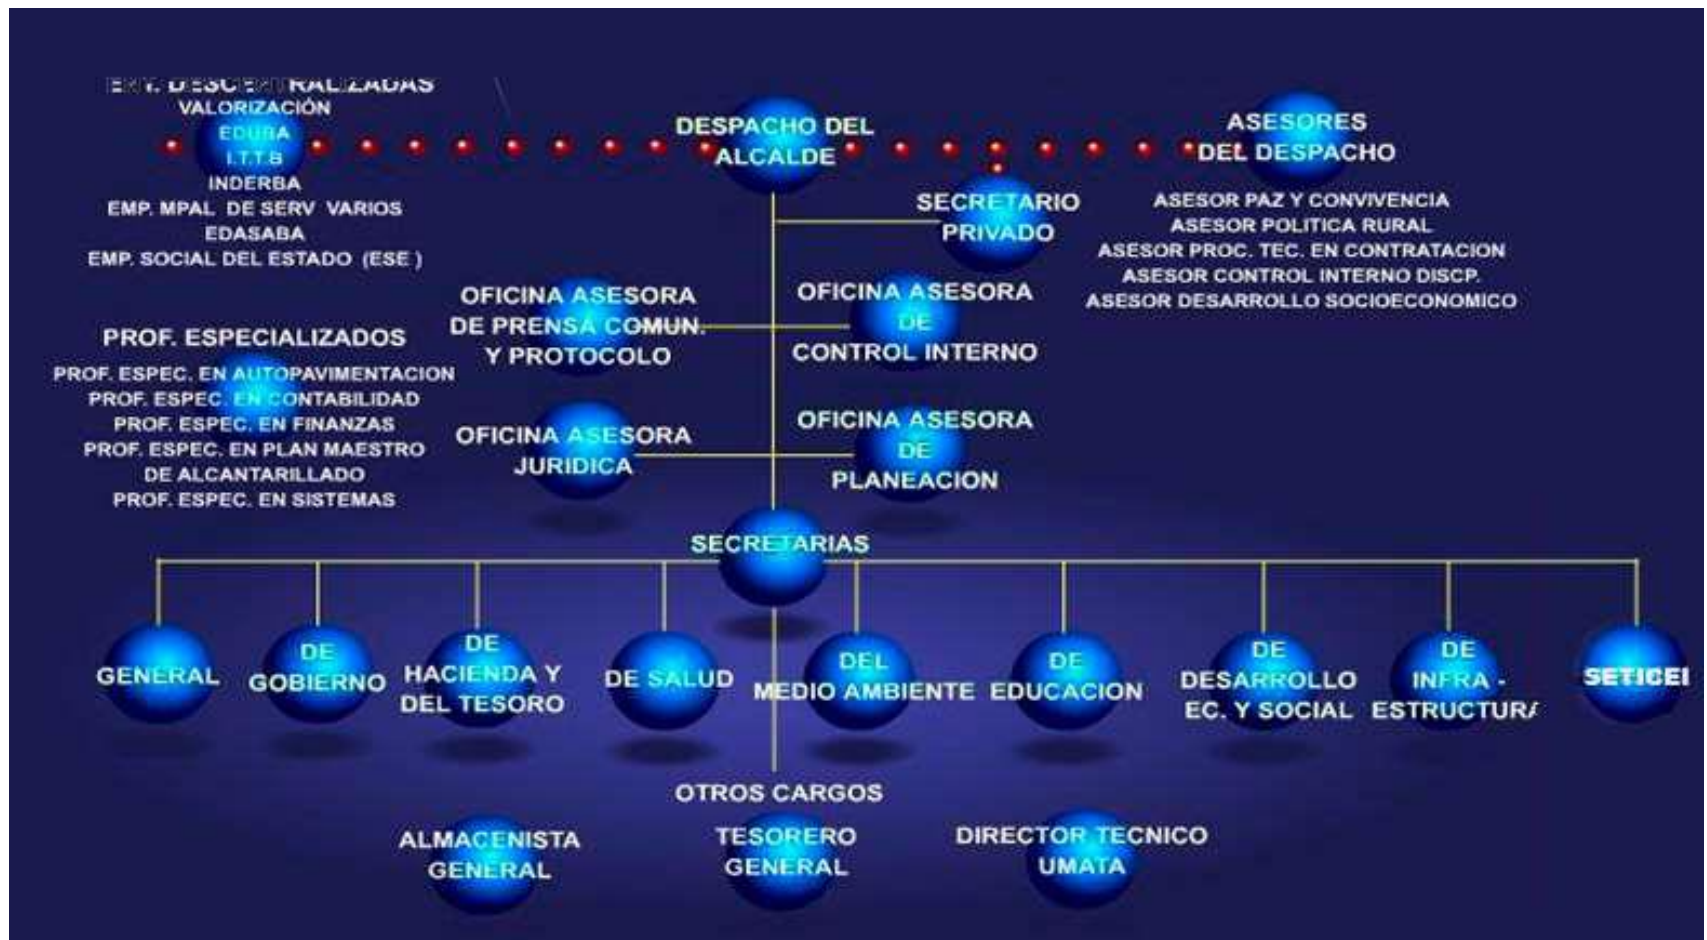 ENT. DESCENTRALIZADAS
VALORIZACIÓN
EDUBA
I.T.T.B
INDERBA
EMP. MPAL DE SERV VARIOS
EDASABA
EMP. SOCIAL DEL ESTADO (ESE )
DESPACHO DEL
ALCALDE
ASESORES
DEL DESPACHO
ASESOR PAZ Y CONVIVENCIA
ASESOR POLITICA RURAL
ASESOR PROC. TEC. EN CONTRATACION
ASESOR CONTROL INTERNO DISCP.
ASESOR DESARROLLO SOCIOECONOMICO
SECRETARIO
PRIVADO
OFICINA ASESORA
DE PRENSA COMUN.
Y PROTOCOLO
OFICINA ASESORA
DE
CONTROL INTERNO
PROF. ESPECIALIZADOS
PROF. ESPEC. EN AUTOPAVIMENTACION
PROF. ESPEC. EN CONTABILIDAD
PROF. ESPEC. EN FINANZAS
PROF. ESPEC. EN PLAN MAESTRO
DE ALCANTARILLADO
PROF. ESPEC. EN SISTEMAS
OFICINA ASESORA
JURIDICA
OFICINA ASESORA
DE
PLANEACION
SECRETARIAS
GENERAL
DE
GOBIERNO
DE
HACIENDA Y
DEL TESORO
DE SALUD
DEL
MEDIO AMBIENTE
DE
EDUCACION
DE
DESARROLLO
EC. Y SOCIAL
DE
INFRA -
ESTRUCTURA
SETICEI
OTROS CARGOS
ALMACENISTA
GENERAL
TESORERO
GENERAL
DIRECTOR TECNICO
UMATA